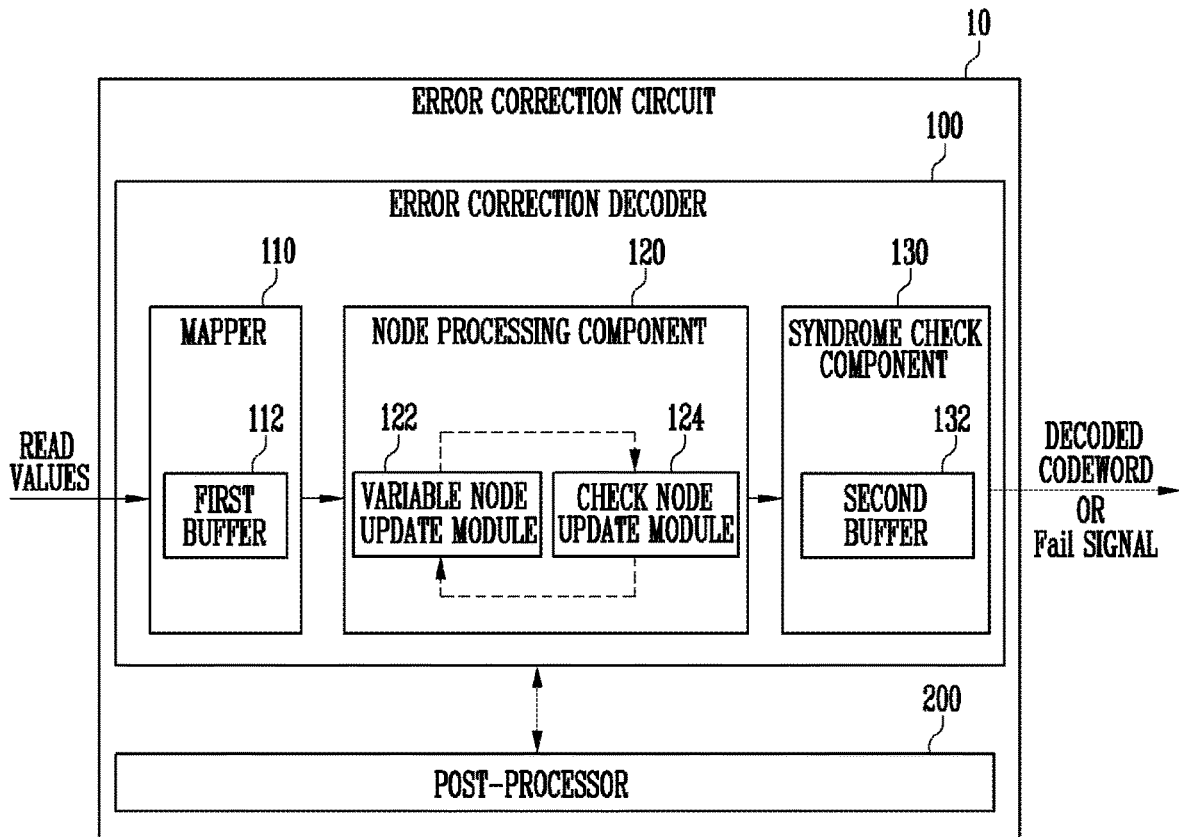 10
ERROR CORRECTION CIRCUIT
100
ERROR CORRECTION DECODER
110
120
130
MAPPER
NODE PROCESSING COMPONENT
SYNDROME CHECK
COMPONENT
READ
VALUES
112
FIRST
BUFFER
122
VARIABLE NODE
UPDATE MODULE
124
CHECK NODE
UPDATE MODULE
132
SECOND
BUFFER
DECODED
CODEWORD
OR
Fail SIGNAL
200
POST-PROCESSOR